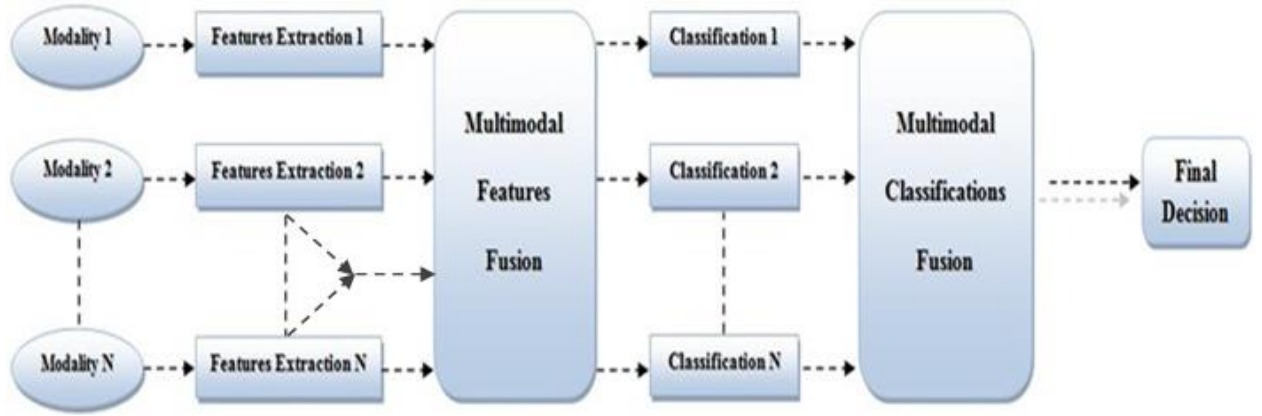 Modality 1
Features Extraction 1
Classification 1
Modality 2
Features Extraction 2
Multimodal
Features
Fusion
Classification 2
Multimodal
Classifications
Fusion
Final
Decision
Modality N
Features Extraction N
Classification N